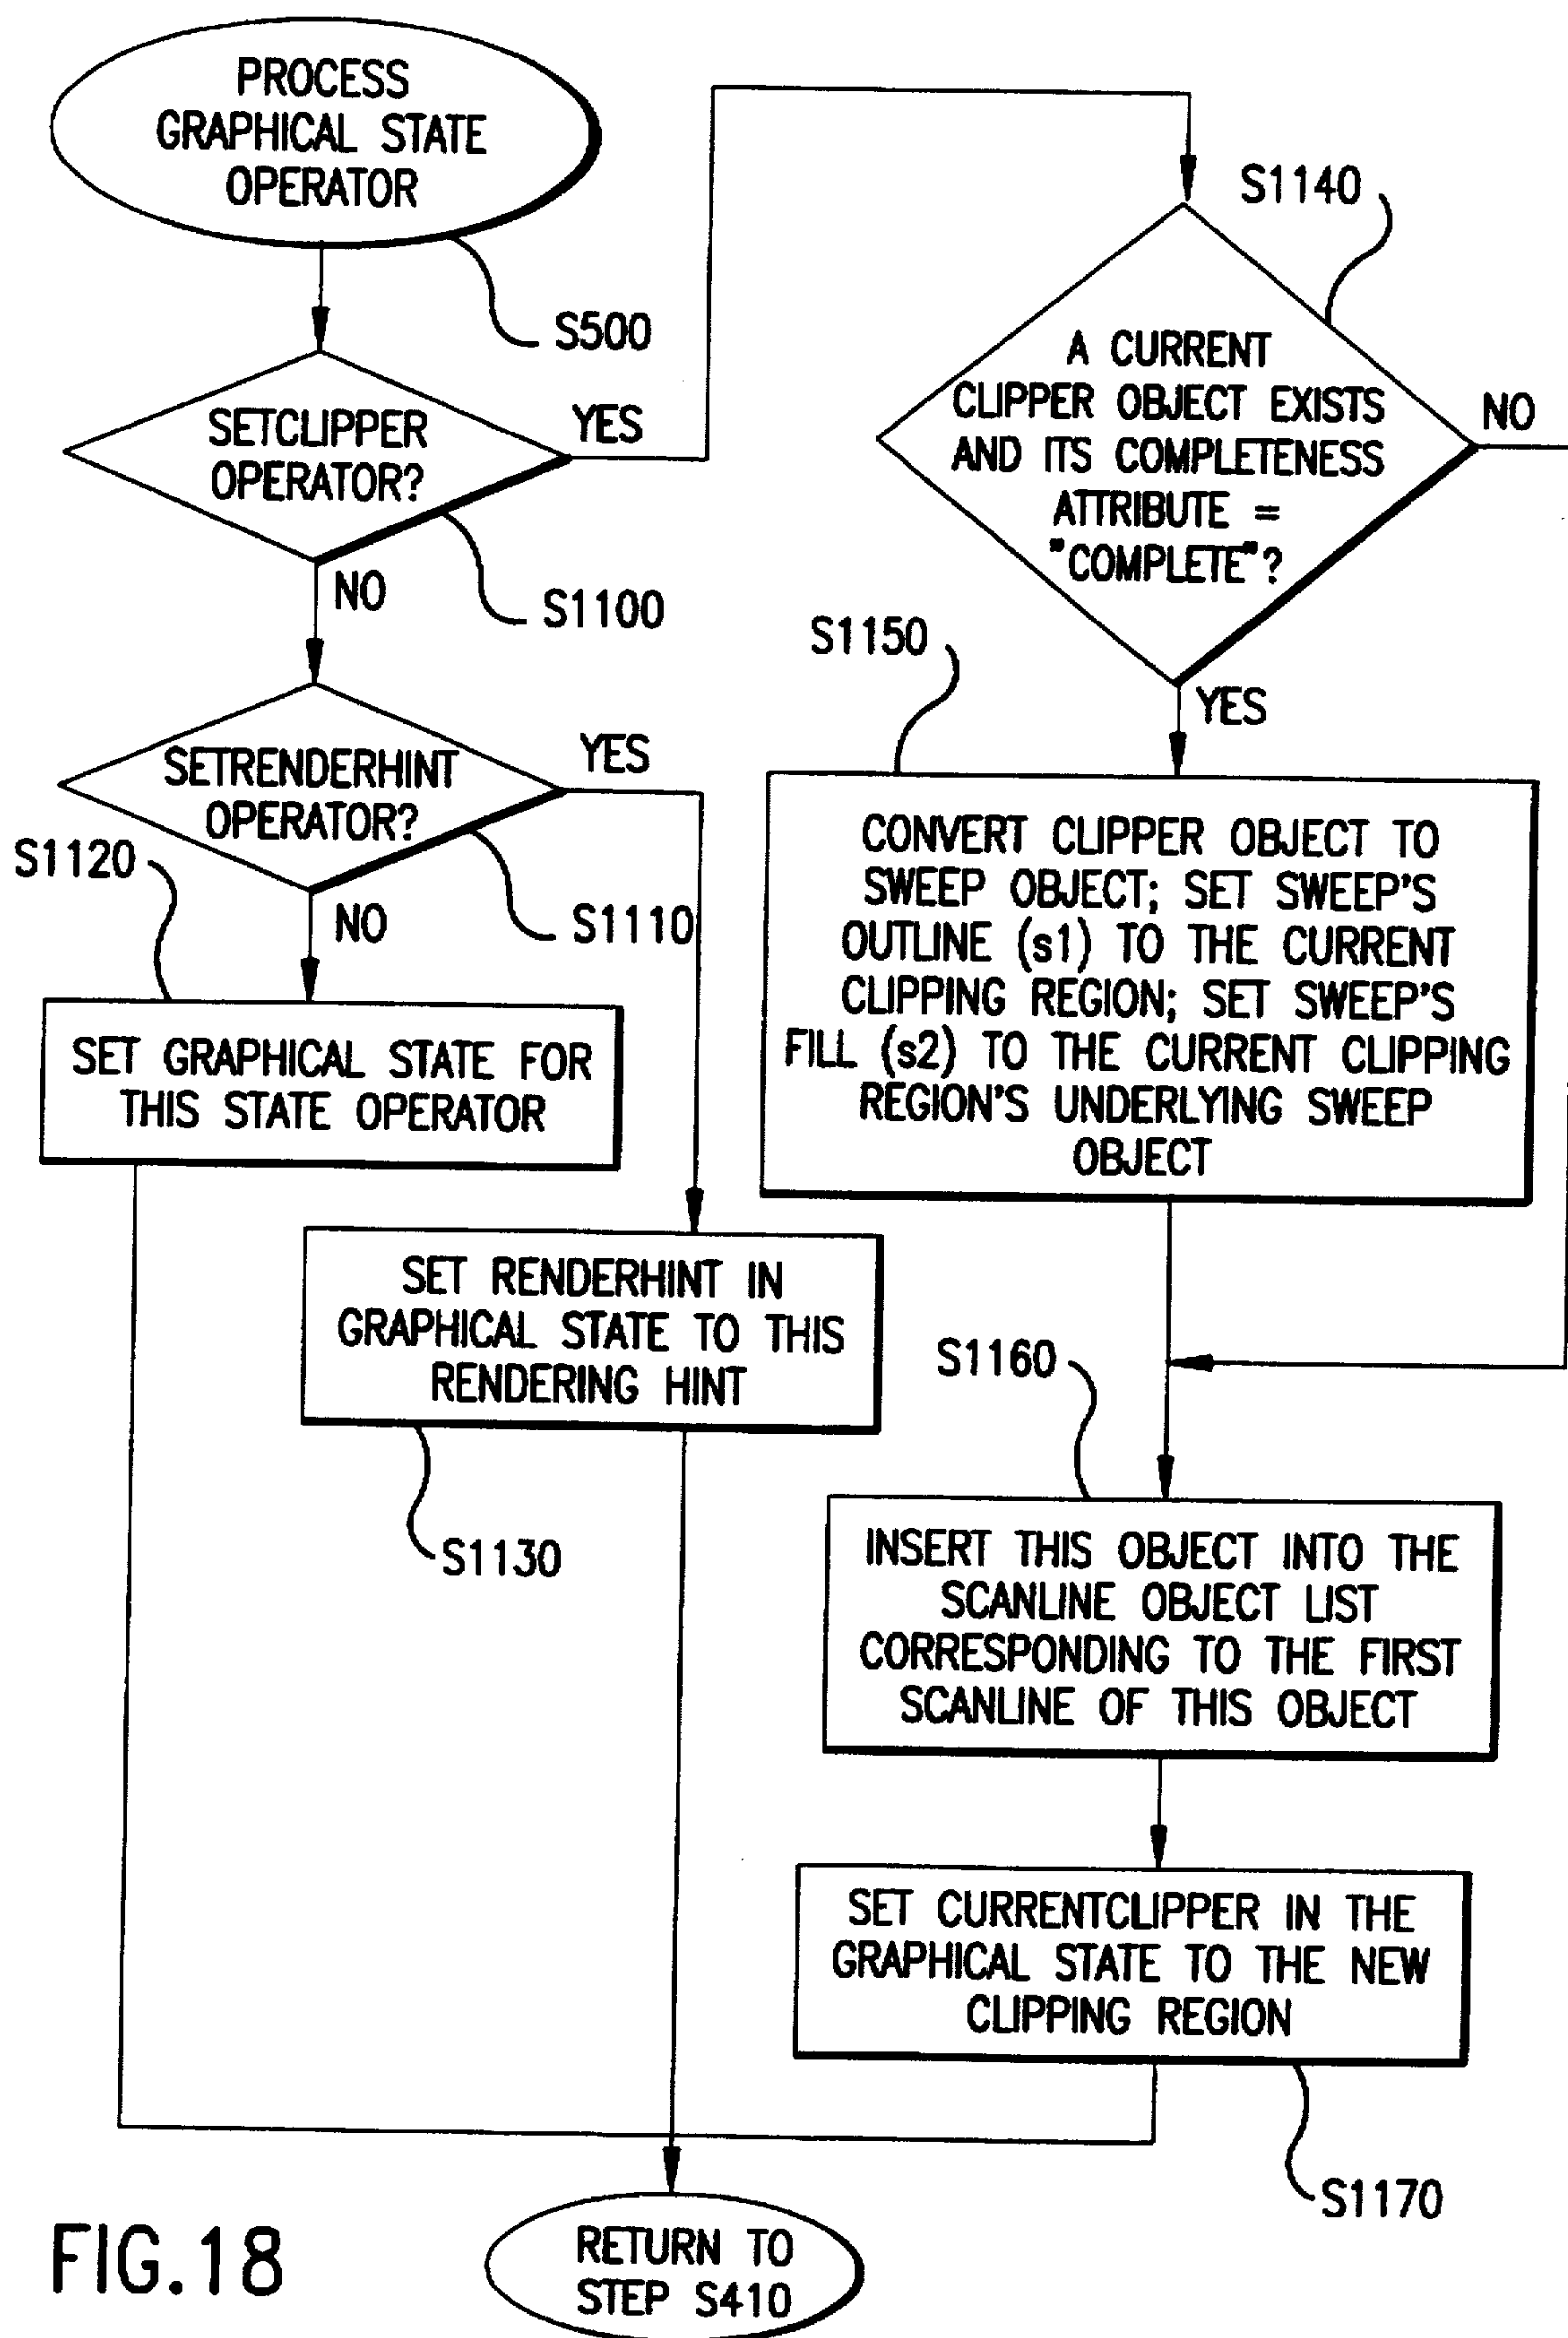 PROCESS
GRAPHICAL STATE
OPERATOR
S500
SETCLIPPER
OPERATOR?
YES
NO
S1100
SETRENDERHINT
OPERATOR?
YES
NO
S1110
S1120
SET GRAPHICAL STATE FOR
THIS STATE OPERATOR
SET RENDERHINT IN
GRAPHICAL STATE TO THIS
RENDERING HINT
S1130
S1140
A CURRENT
CLIPPER OBJECT EXISTS
AND ITS COMPLETENESS
ATTRIBUTE =
"COMPLETE"?
NO
YES
S1150
CONVERT CLIPPER OBJECT TO
SWEEP OBJECT; SET SWEEP'S
OUTLINE (s1) TO THE CURRENT
CLIPPING REGION; SET SWEEP'S
FILL (s2) TO THE CURRENT CLIPPING
REGION'S UNDERLYING SWEEP
OBJECT
S1160
INSERT THIS OBJECT INTO THE
SCANLINE OBJECT LIST
CORRESPONDING TO THE FIRST
SCANLINE OF THIS OBJECT
SET CURRENTCLIPPER IN THE
GRAPHICAL STATE TO THE NEW
CLIPPING REGION
S1170
RETURN TO
STEP S410
FIG.18